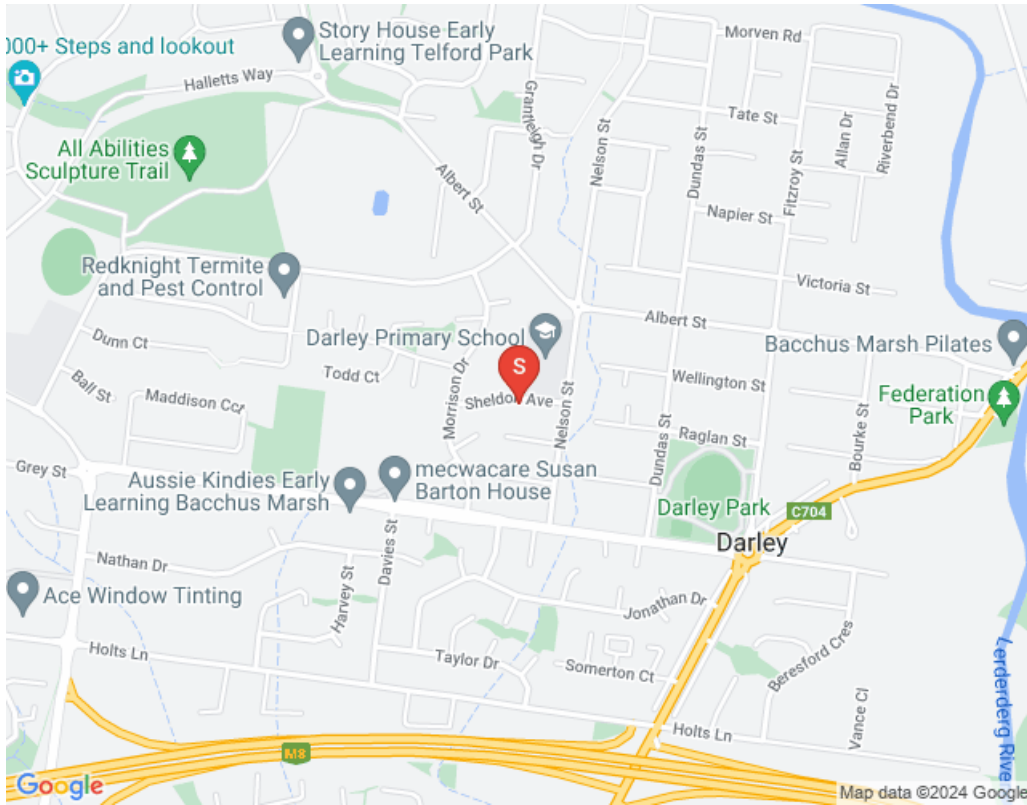 000+ Steps and lookout
Story House Early
Learning Telford Park
Morven Rd
Halletts Way
Grantleigh Dr
Tate St
Allan Dr
Riverbend Dr
Nelson St
Dundas St
Fitzroy St
All Abilities
Sculpture Trail
Albert St
Napier St
Redknight Termite
and Pest Control
Victoria St
Albert St
Dunn Ct
Darley Primary School
Bacchus Marsh Pilates
Todd Ct
S
Wellington St
Ball St
Maddison Cct
Morrison Dr
Sheldon Ave
Nelson St
Federation
Park
Raglan St
Bourke St
Dundas St
Grey St
Aussie Kindies Early
Learning Bacchus Marsh
mecwacare Susan
Barton House
Darley Park
C704
Darley
Nathan Dr
Davies St
Harvey St
Ace Window Tinting
Jonathan Dr
Holts Ln
Taylor Dr
Somerton Ct
Beresford Cres
Vance Cl
Lerderderg Rive
Holts Ln
M8
Google
Map data ©2024 Google